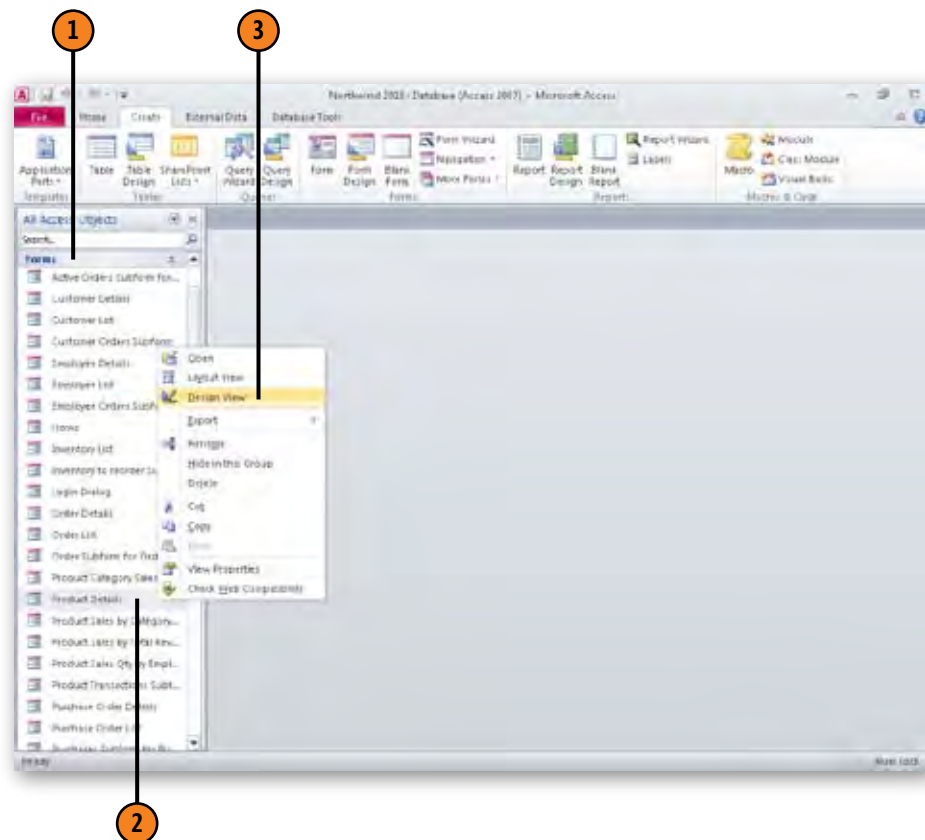 1
3
Northwind 2010 : Database (Access 2007) - Microsoft Access
File Home Create External Data Database Tools
Application Parts Table Table Design SharePoint Lists Query Wizard Query Design Form Form Design Blank Form Form Wizard Navigation More Forms Report Report Design Blank Report Report Wizard Labels Macro Module Class Module Visual Basic
Templates Tables Queries Forms Reports Macros & Code
All Access Objects
Search...
Forms
Active Orders Subform for...
Customer Details
Customer List
Customer Orders Subform
Employee Details
Employee List
Employee Orders Subf
Home
Inventory List
Inventory to reorder
Login Dialog
Order Details
Order List
Order Subform for
Product Category Sales
Product Details
Product Sales by Category...
Product Sales by Total Rev...
Product Sales Qty by Empl...
Product Transactions Subf...
Purchase Order Details
Purchase Order List
Purchases Subform for
Open
Layout View
Design View
Export
Rename
Hide in this Group
Delete
Cut
Copy
Paste
View Properties
Check Web Compatibility
Ready
Num Lock
2